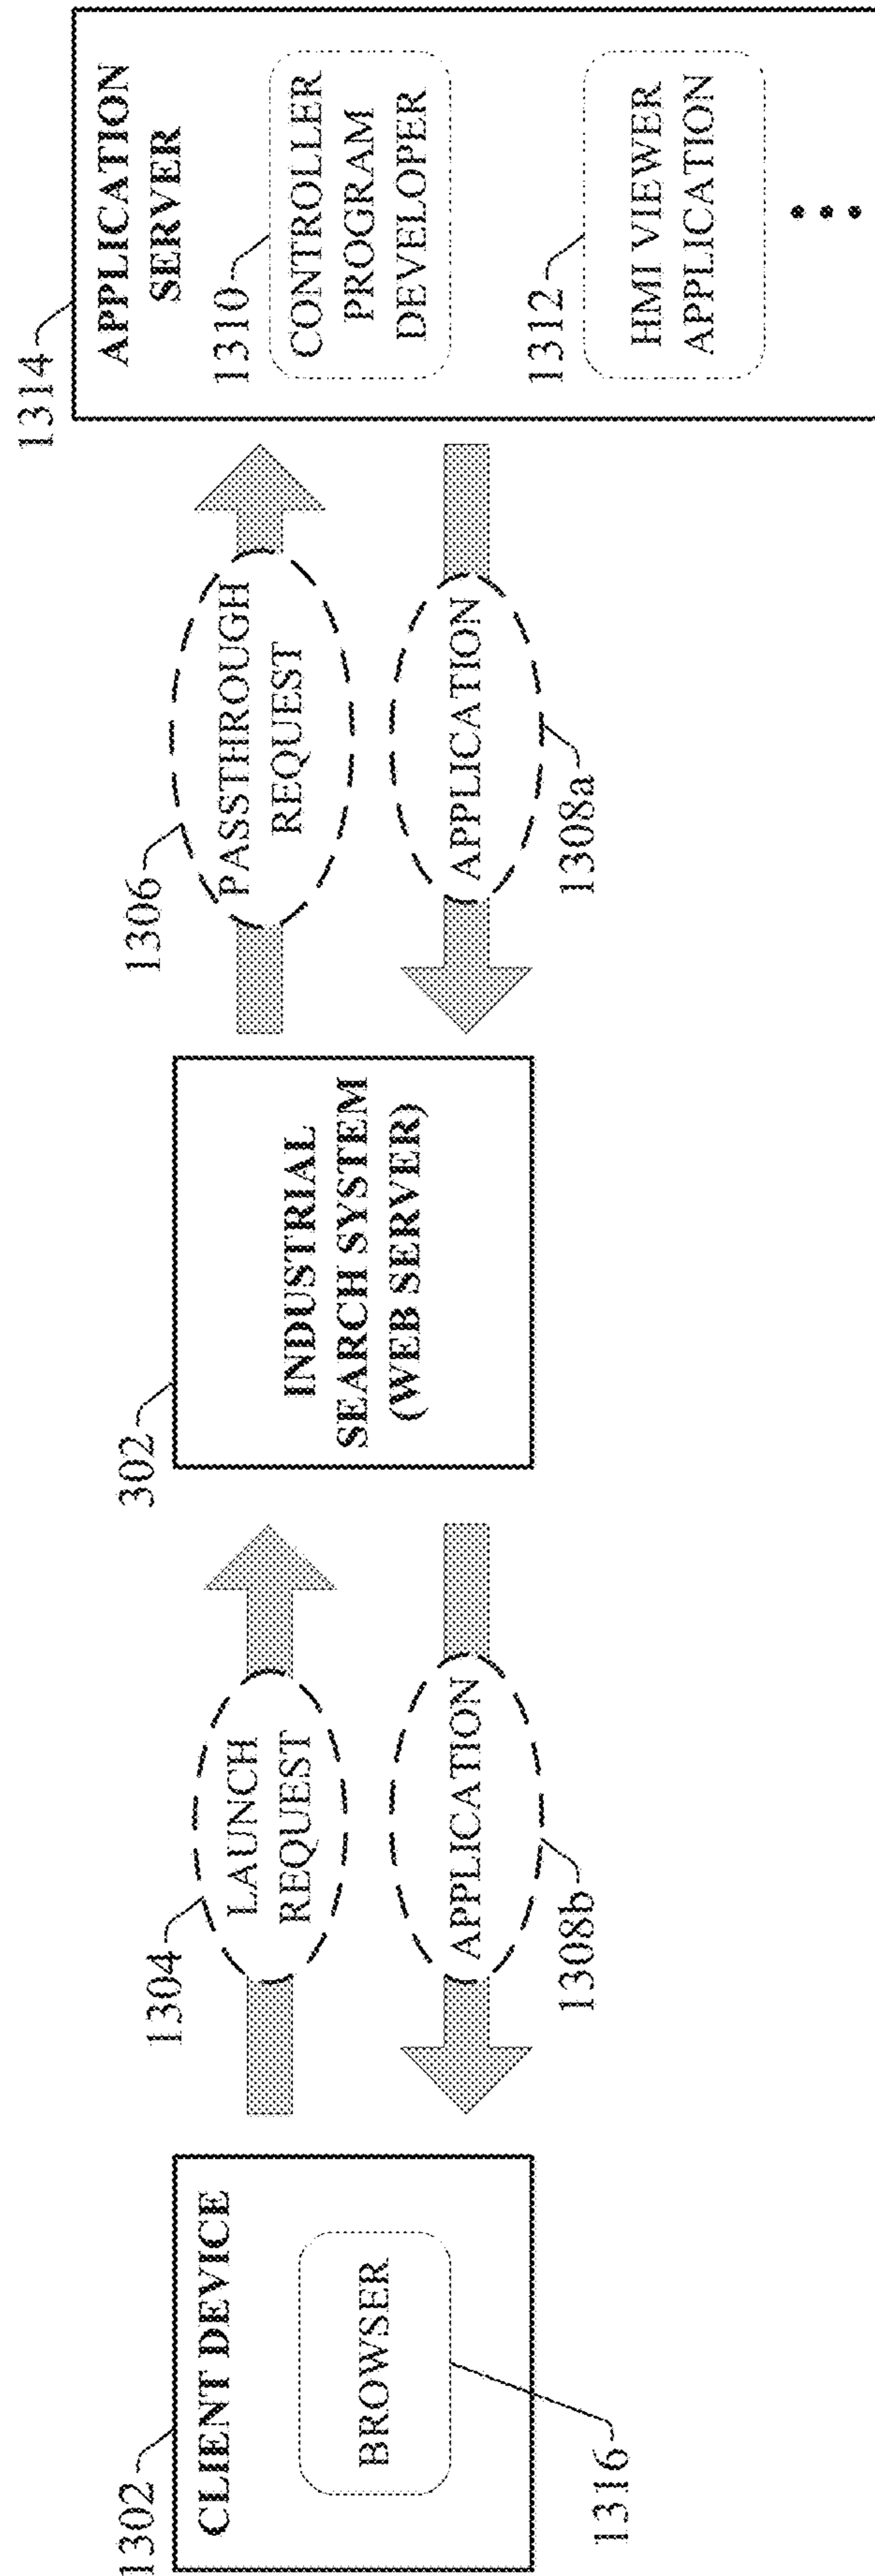 1302
CLIENT DEVICE
BROWSER
1316
1304
LAUNCH
REQUEST
APPLICATION
1308b
302
INDUSTRIAL
SEARCH SYSTEM
(WEB SERVER)
1306
PASSTHROUGH
REQUEST
APPLICATION
1308a
1314
APPLICATION
SERVER
1310
CONTROLLER
PROGRAM
DEVELOPER
1312
HMI VIEWER
APPLICATION